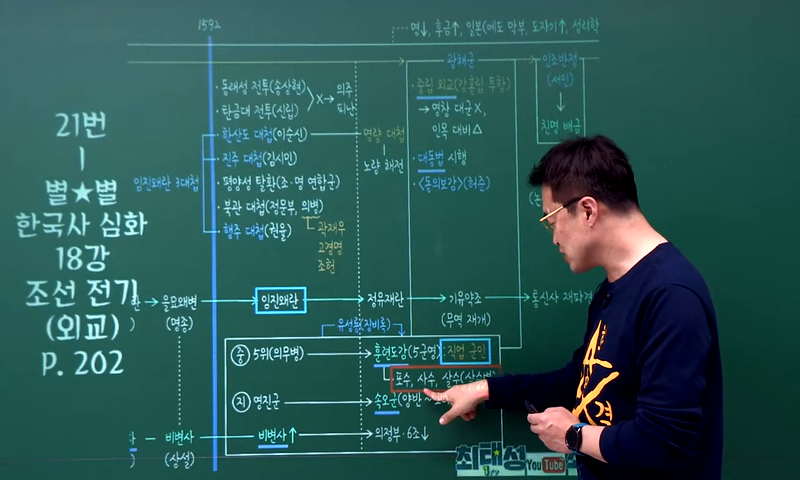 1592
명↓, 후금↑, 일본(에도 막부, 도자기↑, 성리학
광해군
인조반정
(서인)
↓
친명 배금
· 동래성 전투(송상현)
· 탄금대 전투(신립)
X → 의주
피난
· 한산도 대첩(이순신)
· 진주 대첩(김시민)
· 평양성 탈환(조·명 연합군)
· 북관 대첩(정문부, 의병)
· 행주 대첩(권율)
곽재우
고경명
조헌
임진왜란 3대첩
명량 대첩
노량 해전
· 중립 외교(강홍립 투항)
→ 명창 대군 X,
인목 대비 △
· 대동법 시행
· <동의보감>(허준)
21번
별★별
한국사 심화
18강
조선 전기
(외교)
P. 202
→ 을묘왜변 → 임진왜란 → 정유재란 → 기유약조 → 통신사 재파견
(명종)
(무역 재개)
유성룡(징비록)
중 5위(의무병) → 훈련도감(5군영): 직업 군인
포수, 사수, 살수(삼수병)
지 영진군 → 속오군(양반~
— 비변사 → 비변사↑ → 의정부·6조↓
(상설)
최태성
YouTube